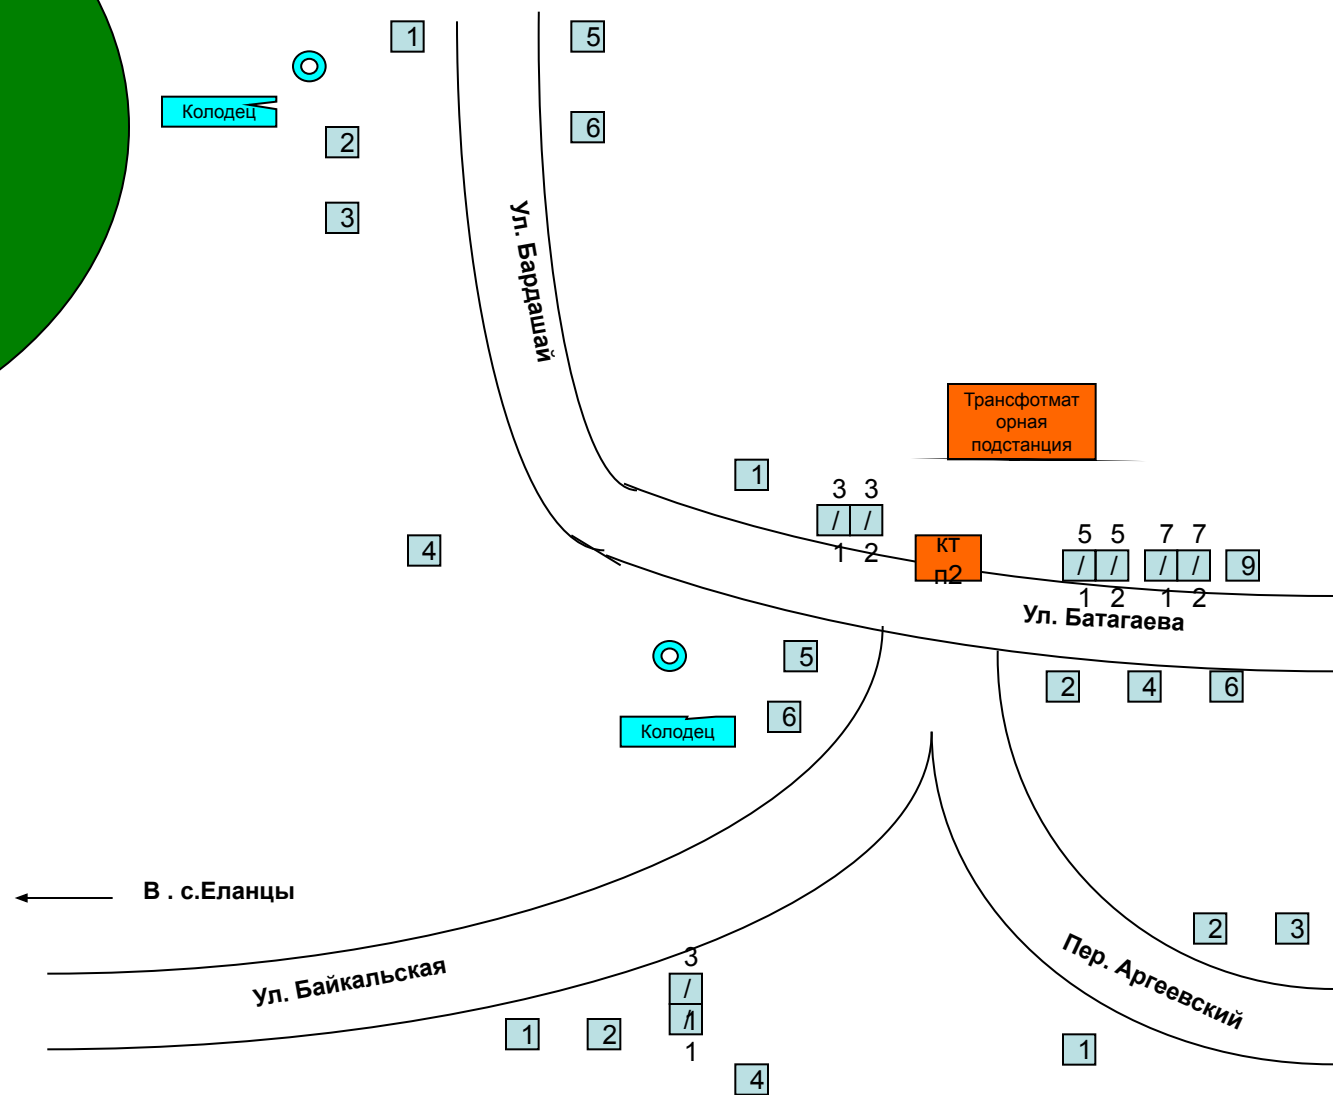 1
5
Колодец
2
6
3
Ул. Бардашай
Трансфотмат
орная
подстанция
1
3 3
/ /
1 2
кт
п2
4
5 5 7 7
/ / / /
1 2 1 2
9
Ул. Батагаева
5
6
Колодец
2
4
6
В . с.Еланцы
Ул. Байкальская
Пер. Аргеевский
2
3
1
2
3
/
/1
1
4
1